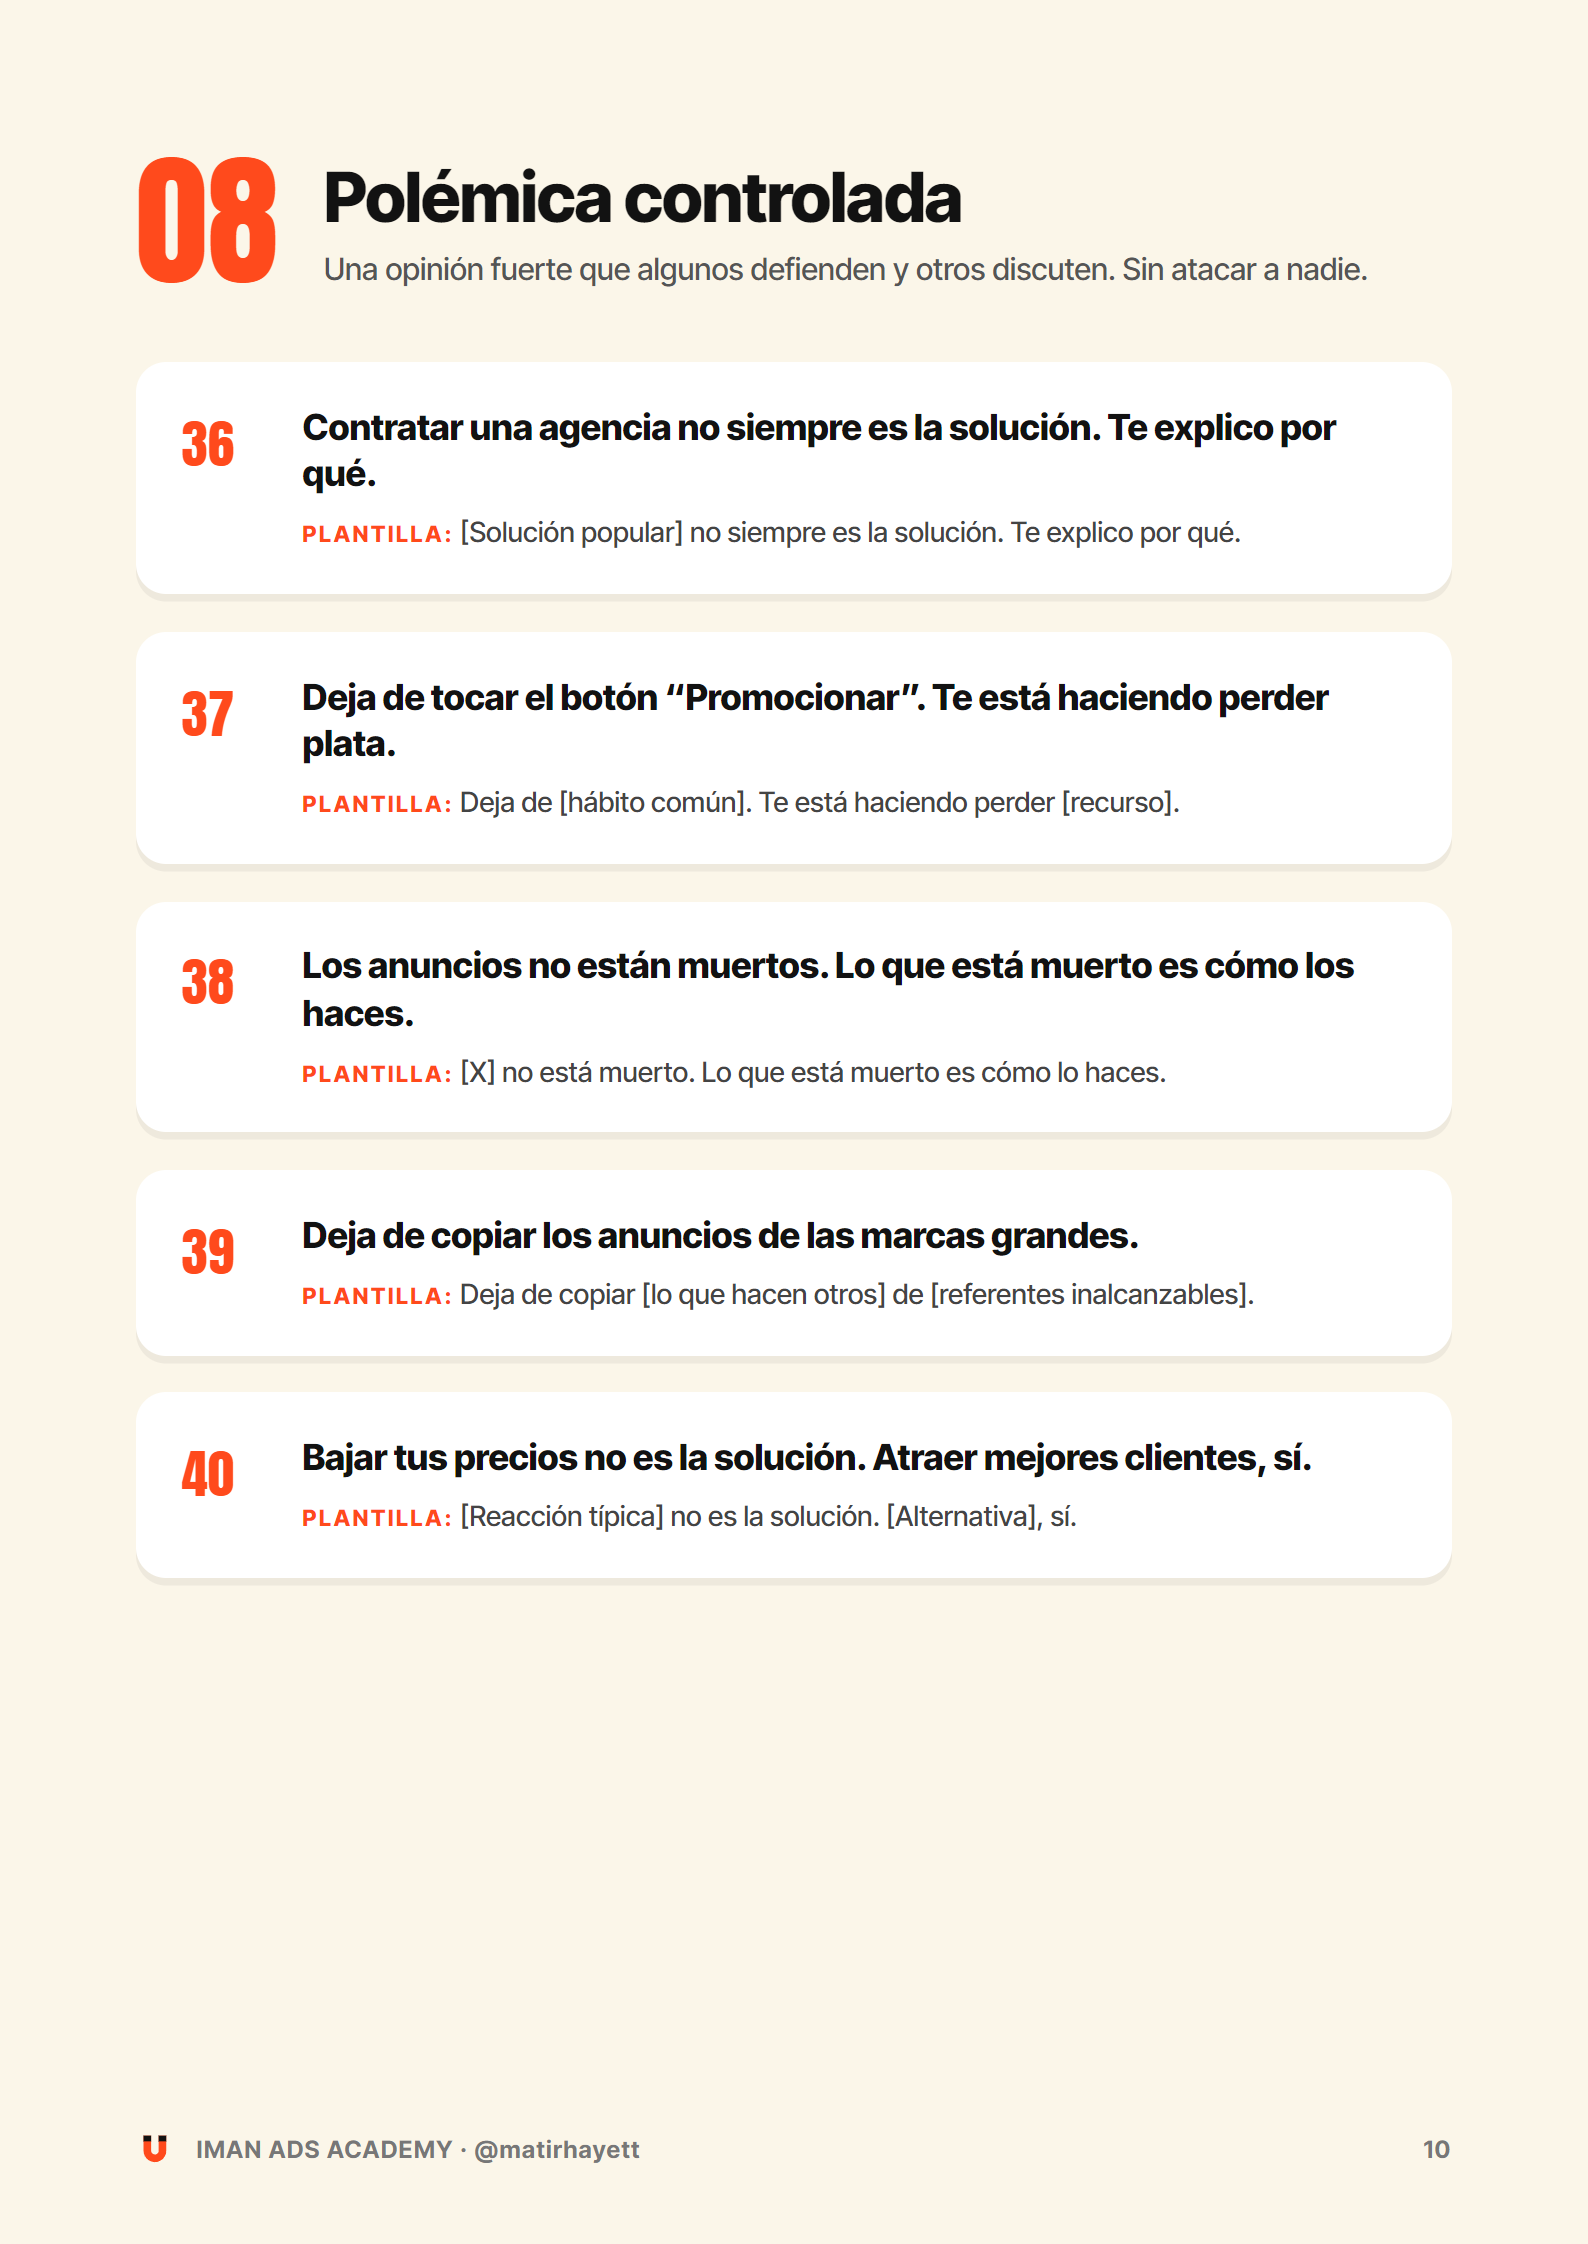 08
Polémica controlada
Una opinión fuerte que algunos defienden y otros discuten. Sin atacar a nadie.
36
Contratar una agencia no siempre es la solución. Te explico por
qué.
PLANTILLA: [Solución popular] no siempre es la solución. Te explico por qué.
37
Deja de tocar el botón “Promocionar”. Te está haciendo perder
plata.
PLANTILLA: Deja de [hábito común]. Te está haciendo perder [recurso].
38
Los anuncios no están muertos. Lo que está muerto es cómo los
haces.
PLANTILLA: [X] no está muerto. Lo que está muerto es cómo lo haces.
39
Deja de copiar los anuncios de las marcas grandes.
PLANTILLA: Deja de copiar [lo que hacen otros] de [referentes inalcanzables].
40
Bajar tus precios no es la solución. Atraer mejores clientes, sí.
PLANTILLA: [Reacción típica] no es la solución. [Alternativa], sí.
IMAN ADS ACADEMY · @matirhayett
10